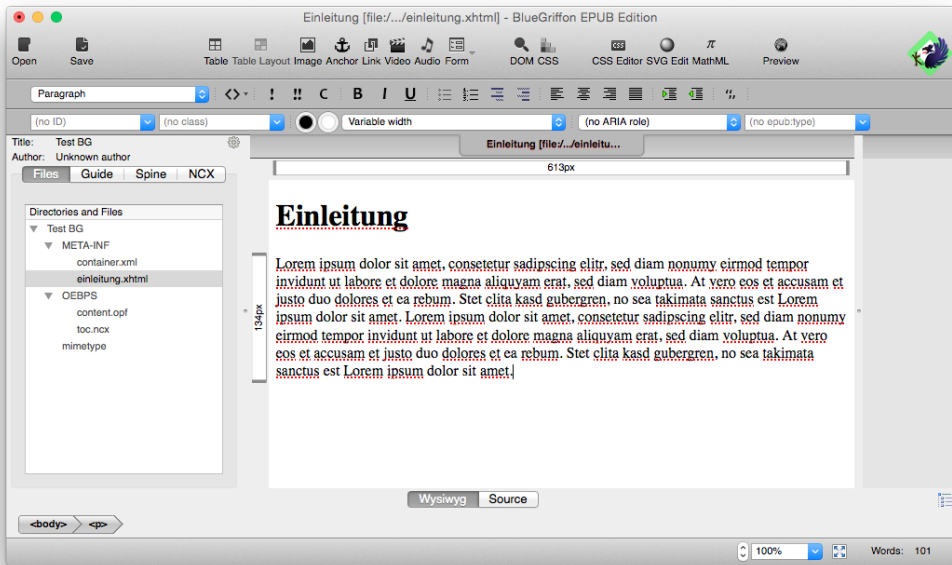 Einleitung [file:/.../einleitung.xhtml] - BlueGriffon EPUB Edition
Open Save Table Table Layout Image Anchor Link Video Audio Form DOM CSS CSS Editor SVG Edit MathML Preview
Paragraph <> ! !! C B I U
(no ID) (no class) Variable width (no ARIA role) (no epub:type)
Title: Test BG
Author: Unknown author
Files Guide Spine NCX
Directories and Files
Test BG
META-INF
container.xml
einleitung.xhtml
OEBPS
content.opf
toc.ncx
mimetype
Einleitung [file:/.../einleitu...
613px
134px
Einleitung
Lorem ipsum dolor sit amet, consetetur sadipscing elitr, sed diam nonumy eirmod tempor
invidunt ut labore et dolore magna aliquyam erat, sed diam voluptua. At vero eos et accusam et
justo duo dolores et ea rebum. Stet clita kasd gubergren, no sea takimata sanctus est Lorem
ipsum dolor sit amet. Lorem ipsum dolor sit amet, consetetur sadipscing elitr, sed diam nonumy
eirmod tempor invidunt ut labore et dolore magna aliquyam erat, sed diam voluptua. At vero
eos et accusam et justo duo dolores et ea rebum. Stet clita kasd gubergren, no sea takimata
sanctus est Lorem ipsum dolor sit amet.
Wysiwyg Source
<body> <p>
100% Words: 101